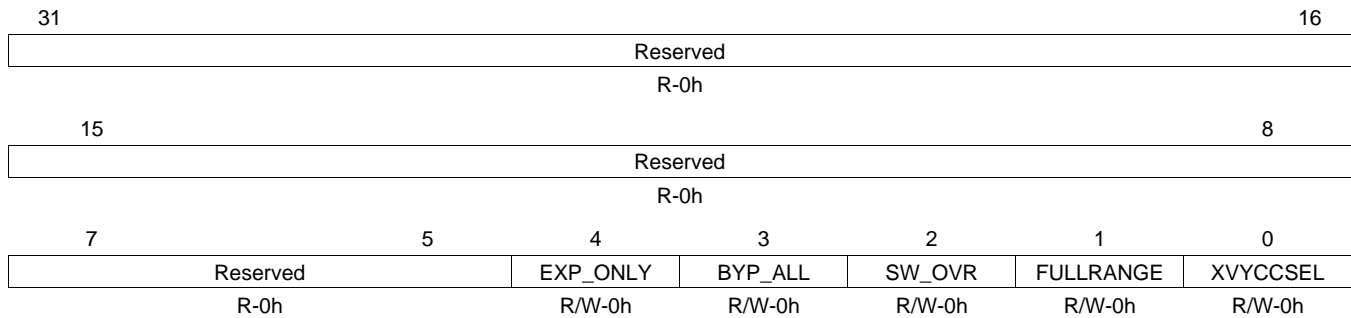 31 16
Reserved
R-0h
15 8
Reserved
R-0h
7 5 4 3 2 1 0
Reserved EXP_ONLY BYP_ALL SW_OVR FULLRANGE XVYCCSEL
R-0h R/W-0h R/W-0h R/W-0h R/W-0h R/W-0h